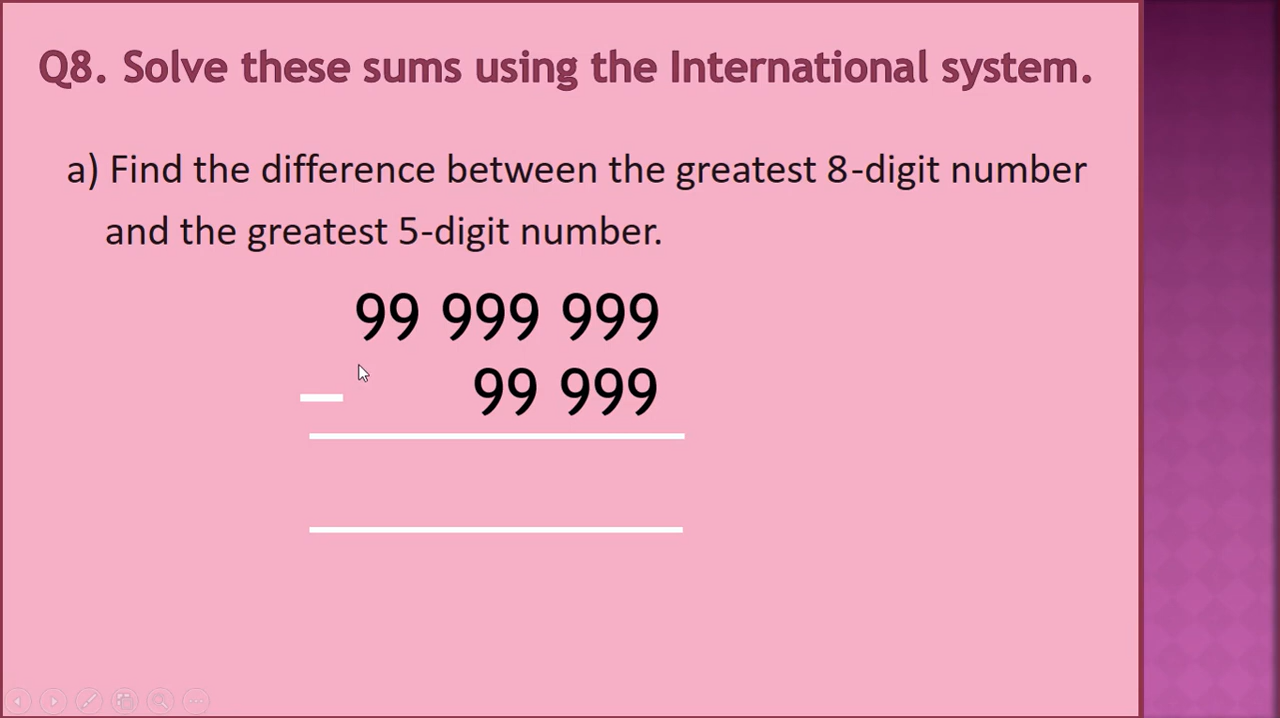 Q8. Solve these sums using the International system.
a) Find the difference between the greatest 8-digit number
and the greatest 5-digit number.
99 999 999
– 99 999